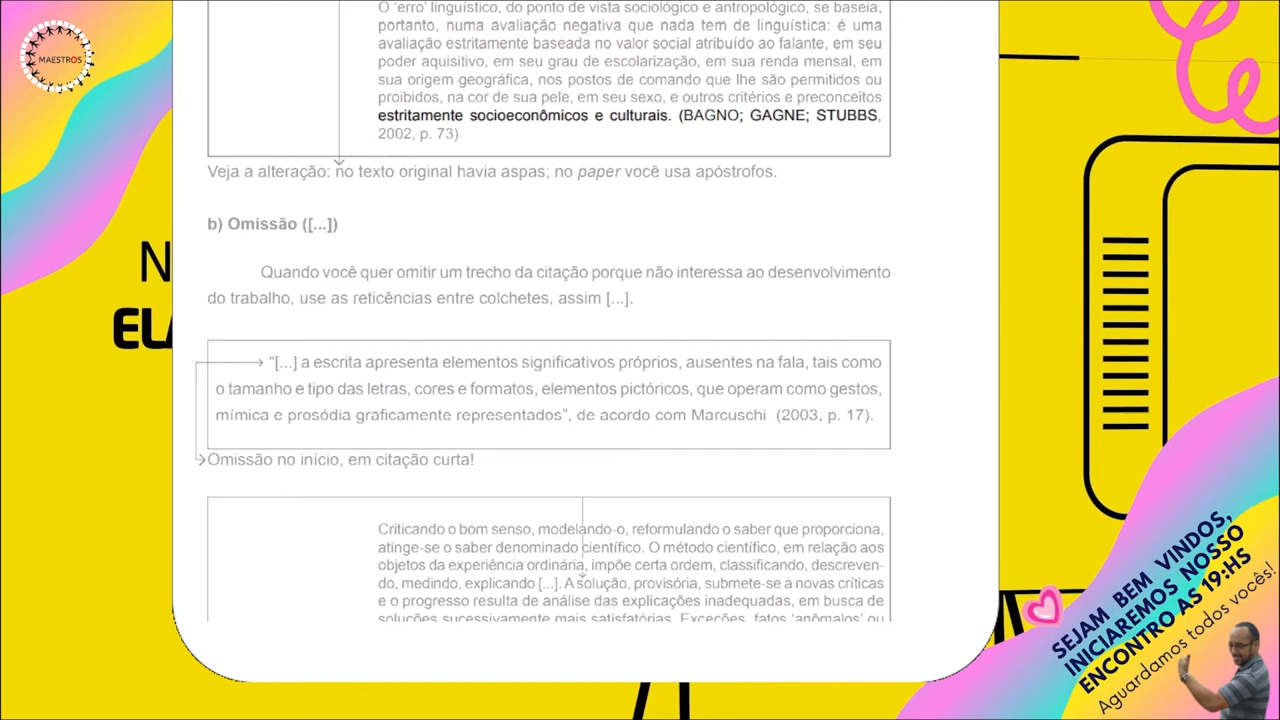 MAESTROS
O 'erro' linguístico, do ponto de vista sociológico e antropológico, se baseia,
portanto, numa avaliação negativa que nada tem de linguística: é uma
avaliação estritamente baseada no valor social atribuído ao falante, em seu
poder aquisitivo, em seu grau de escolarização, em sua renda mensal, em
sua origem geográfica, nos postos de comando que lhe são permitidos ou
proibidos, na cor de sua pele, em seu sexo, e outros critérios e preconceitos
estritamente socioeconômicos e culturais. (BAGNO; GAGNE; STUBBS,
2002, p. 73)
Veja a alteração: no texto original havia aspas; no paper você usa apóstrofos.
b) Omissão ([...])
Quando você quer omitir um trecho da citação porque não interessa ao desenvolvimento
do trabalho, use as reticências entre colchetes, assim [...].
"[...] a escrita apresenta elementos significativos próprios, ausentes na fala, tais como
o tamanho e tipo das letras, cores e formatos, elementos pictóricos, que operam como gestos,
mímica e prosódia graficamente representados", de acordo com Marcuschi (2003, p. 17).
Omissão no início, em citação curta!
Criticando o bom senso, modelando-o, reformulando o saber que proporciona,
atinge-se o saber denominado científico. O método científico, em relação aos
objetos da experiência ordinária, impõe certa ordem, classificando, descreven-
do, medindo, explicando [...]. A solução, provisória, submete-se a novas críticas
e o progresso resulta de análise das explicações inadequadas, em busca de
soluções sucessivamente mais satisfatórias. Exceções, fatos 'anômalos' ou
N
ELA
SEJAM BEM VINDOS,
INICIAREMOS NOSSO
ENCONTRO AS 19:HS
Aguardamos todos vocês!